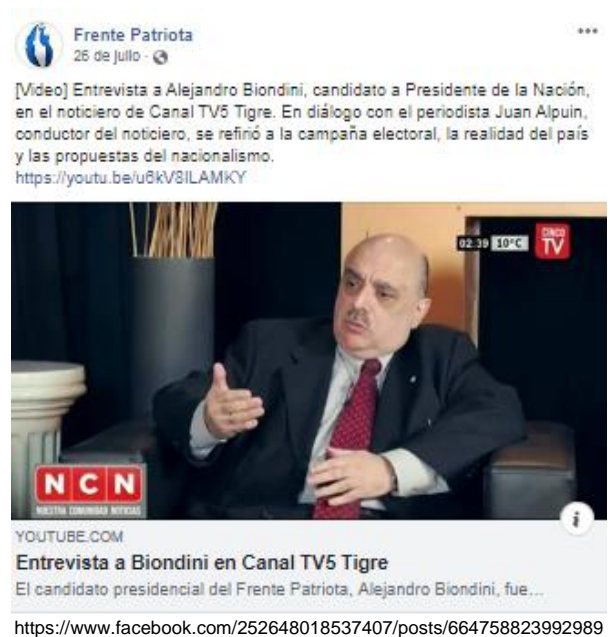 Frente Patriota
26 de julio
[Video] Entrevista a Alejandro Biondini, candidato a Presidente de la Nación,
en el noticiero de Canal TV5 Tigre. En diálogo con el periodista Juan Alpuin,
conductor del noticiero, se refirió a la campaña electoral, la realidad del país
y las propuestas del nacionalismo.
https://youtu.be/u6kV8ILAMKY
02:39 10°C CINCO TV
NCN
NUESTRA COMUNIDAD NOTICIAS
YOUTUBE.COM
Entrevista a Biondini en Canal TV5 Tigre
El candidato presidencial del Frente Patriota, Alejandro Biondini, fue...
https://www.facebook.com/252648018537407/posts/664758823992989